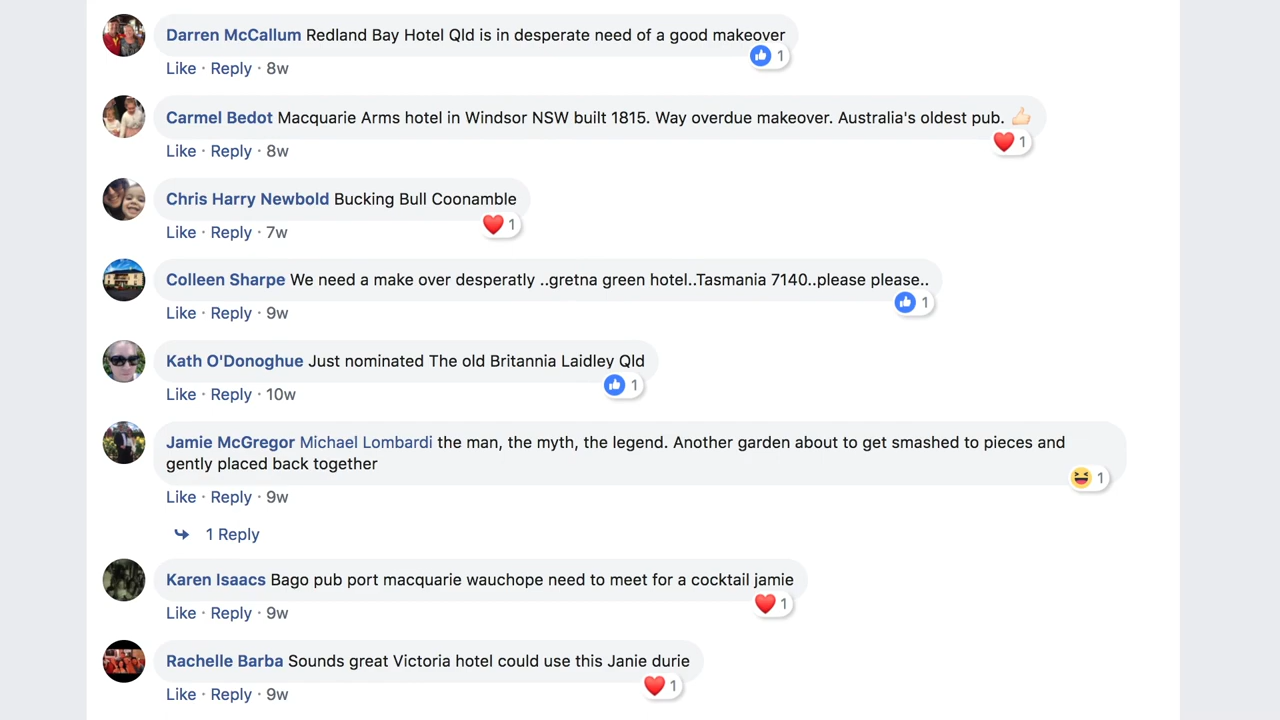 Darren McCallum Redland Bay Hotel Qld is in desperate need of a good makeover
1
Like · Reply · 8w
Carmel Bedot Macquarie Arms hotel in Windsor NSW built 1815. Way overdue makeover. Australia's oldest pub. 👍🏻
1
Like · Reply · 8w
Chris Harry Newbold Bucking Bull Coonamble
1
Like · Reply · 7w
Colleen Sharpe We need a make over desperatly ..gretna green hotel..Tasmania 7140..please please..
1
Like · Reply · 9w
Kath O'Donoghue Just nominated The old Britannia Laidley Qld
1
Like · Reply · 10w
Jamie McGregor Michael Lombardi the man, the myth, the legend. Another garden about to get smashed to pieces and
gently placed back together
1
Like · Reply · 9w
1 Reply
Karen Isaacs Bago pub port macquarie wauchope need to meet for a cocktail jamie
1
Like · Reply · 9w
Rachelle Barba Sounds great Victoria hotel could use this Janie durie
1
Like · Reply · 9w